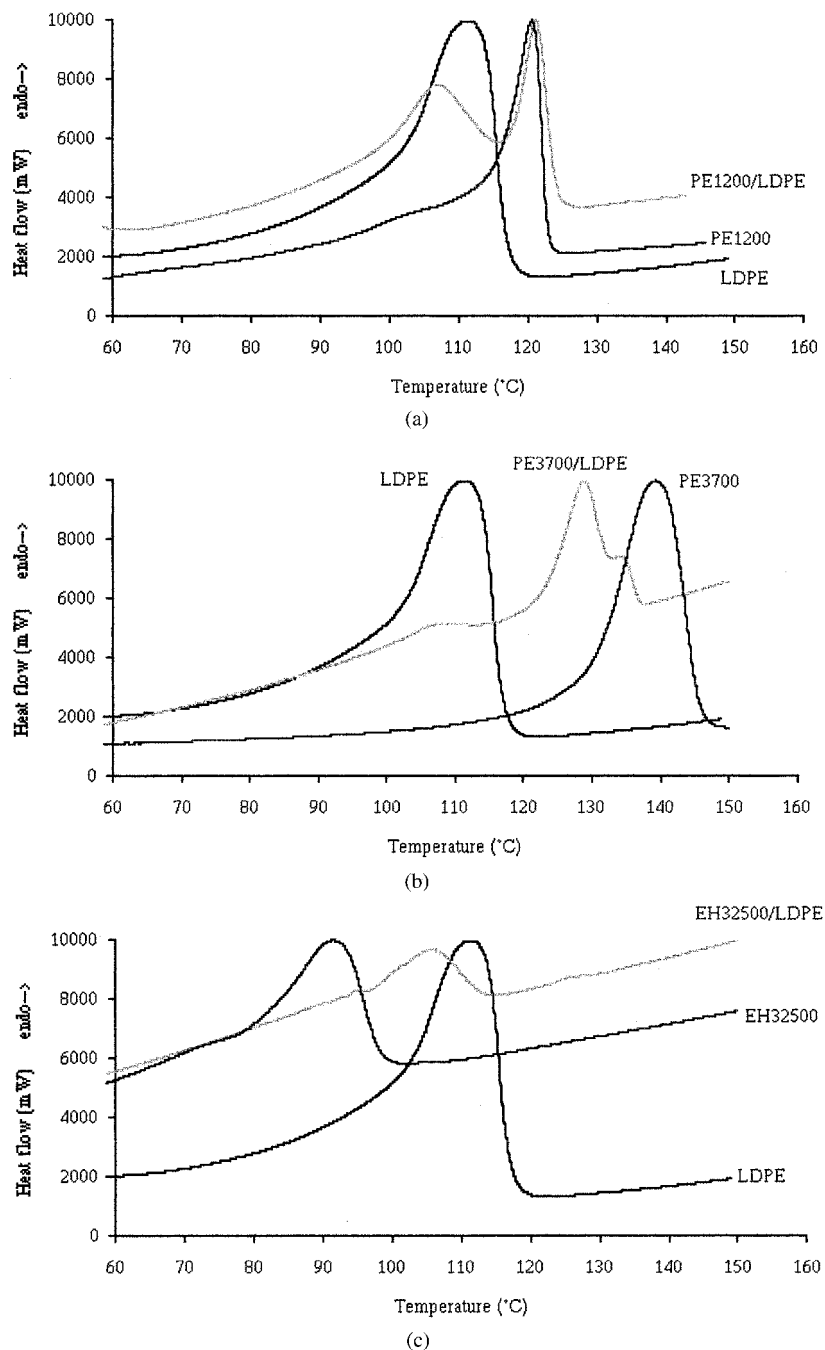 10000
8000
6000
4000
2000
0
Heat flow (mW) endo-->
PE1200/LDPE
PE1200
LDPE
60 70 80 90 100 110 120 130 140 150 160
Temperature (°C)
(a)
LDPE PE3700/LDPE PE3700
10000
8000
6000
4000
2000
0
Heat flow (mW) endo-->
60 70 80 90 100 110 120 130 140 150 160
Temperature (°C)
(b)
EH32500/LDPE
10000
8000
6000
4000
2000
0
Heat flow (mW) endo-->
EH32500
LDPE
60 70 80 90 100 110 120 130 140 150 160
Temperature (°C)
(c)